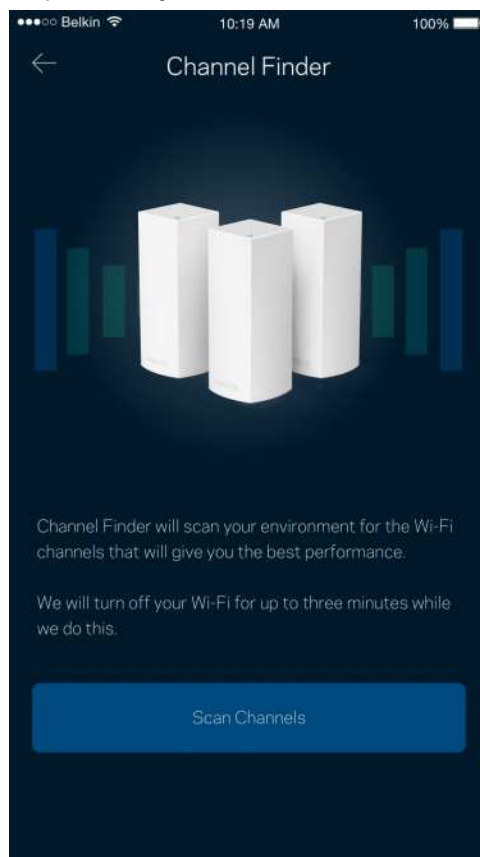 Belkin 10:19 AM 100%
Channel Finder
Channel Finder will scan your environment for the Wi-Fi
channels that will give you the best performance.
We will turn off your Wi-Fi for up to three minutes while
we do this.
Scan Channels